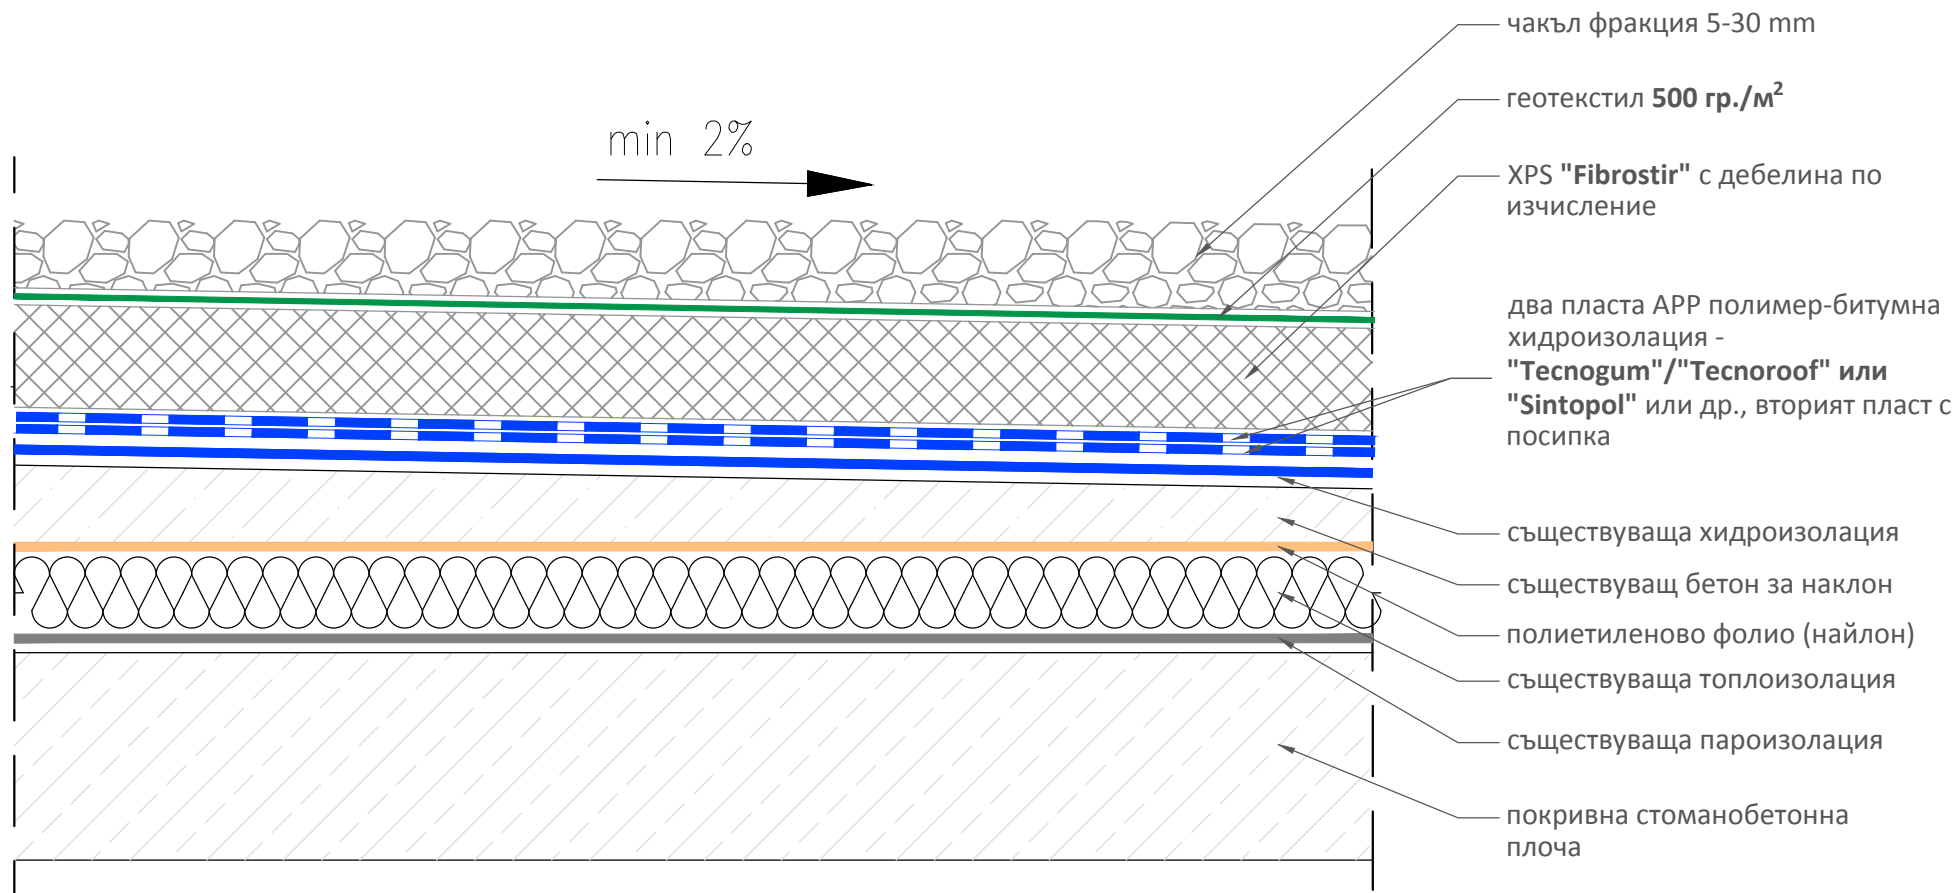 чакъл фракция 5-30 mm
геотекстил 500 гр./м²
min 2%
XPS "Fibrostir" с дебелина по
изчисление
два пласта APP полимер-битумна
хидроизолация -
"Tecnogum"/"Tecnoroof" или
"Sintopol" или др., вторият пласт с
посипка
съществуваща хидроизолация
съществуващ бетон за наклон
полиетиленово фолио (найлон)
съществуваща топлоизолация
съществуваща пароизолация
покривна стоманобетонна
плоча